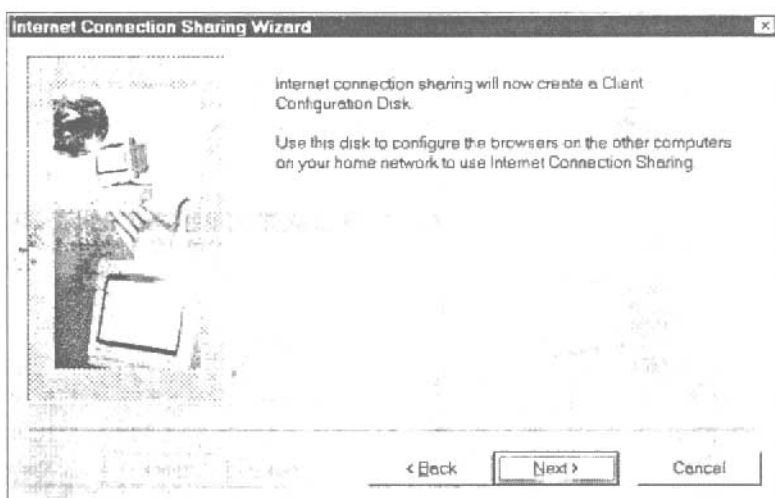 Internet Connection Sharing Wizard
Internet connection sharing will now create a Client
Configuration Disk.
Use this disk to configure the browsers on the other computers
on your home network to use Internet Connection Sharing.
< Back
Next >
Cancel